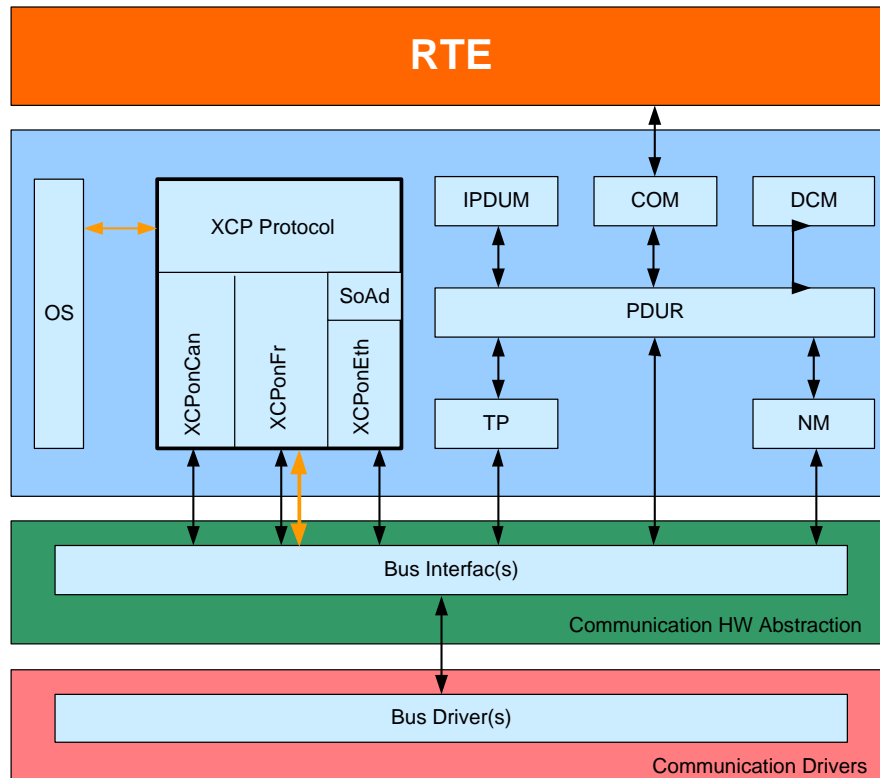 RTE
IPDUM
COM
DCM
XCP Protocol
SoAd
OS
PDUR
XCPonCan
XCPonFr
XCPonEth
TP
NM
Bus Interfac(s)
Communication HW Abstraction
Bus Driver(s)
Communication Drivers